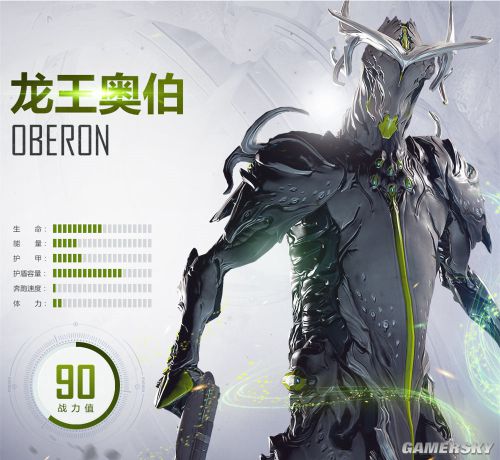 龙王奥伯
OBERON
生 命:
能 量:
护 甲:
护盾容量:
奔跑速度:
体 力:
90
战力值
GAMERSKY